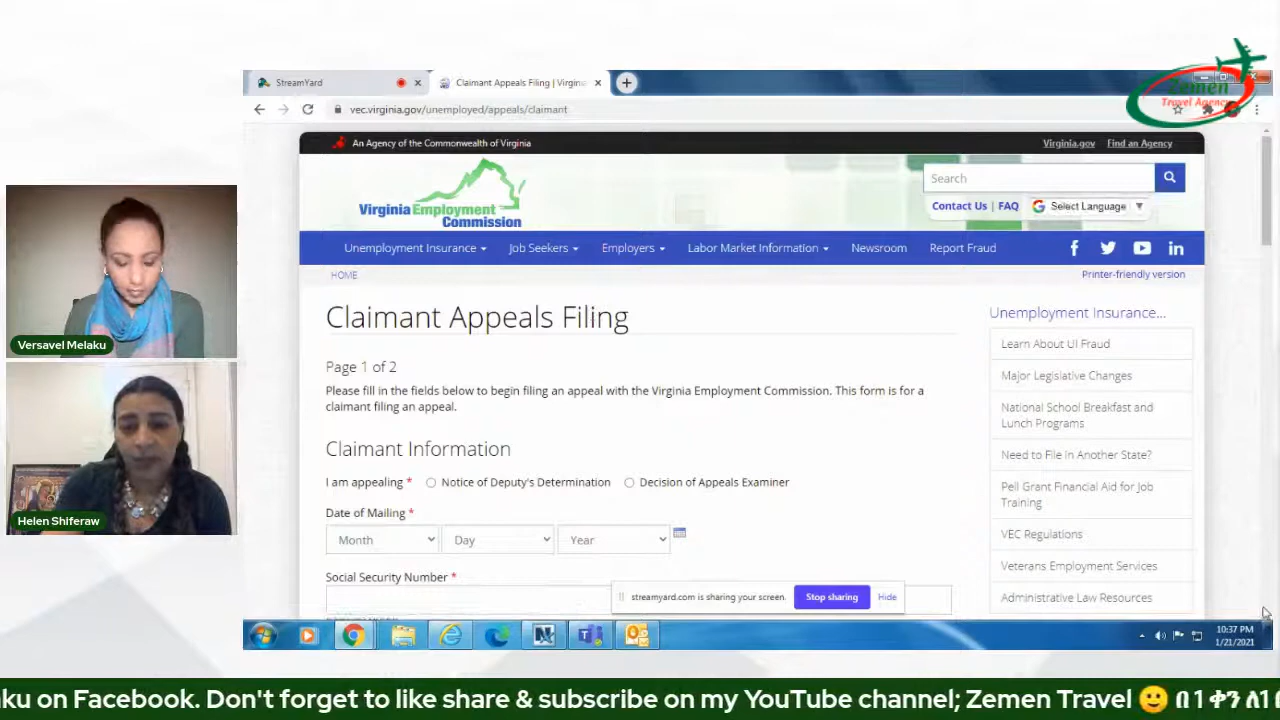 StreamYard
Claimant Appeals Filing | Virgini
vec.virginia.gov/unemployed/appeals/claimant
Zemen
Travel Agency
An Agency of the Commonwealth of Virginia
Virginia.gov Find an Agency
Virginia Employment
Commission
Search
Contact Us | FAQ
G Select Language
Unemployment Insurance
Job Seekers
Employers
Labor Market Information
Newsroom
Report Fraud
HOME
Printer-friendly version
Claimant Appeals Filing
Page 1 of 2
Please fill in the fields below to begin filing an appeal with the Virginia Employment Commission. This form is for a
claimant filing an appeal.
Claimant Information
I am appealing * Notice of Deputy's Determination Decision of Appeals Examiner
Date of Mailing *
Month Day Year
Social Security Number *
Unemployment Insurance...
Learn About UI Fraud
Major Legislative Changes
National School Breakfast and
Lunch Programs
Need to File In Another State?
Pell Grant Financial Aid for Job
Training
VEC Regulations
Veterans Employment Services
Administrative Law Resources
streamyard.com is sharing your screen. Stop sharing Hide
10:37 PM
1/21/2021
Versavel Melaku
Helen Shiferaw
aku on Facebook. Don't forget to like share & subscribe on my YouTube channel; Zemen Travel 🙂 በ1 ቀን ለ1